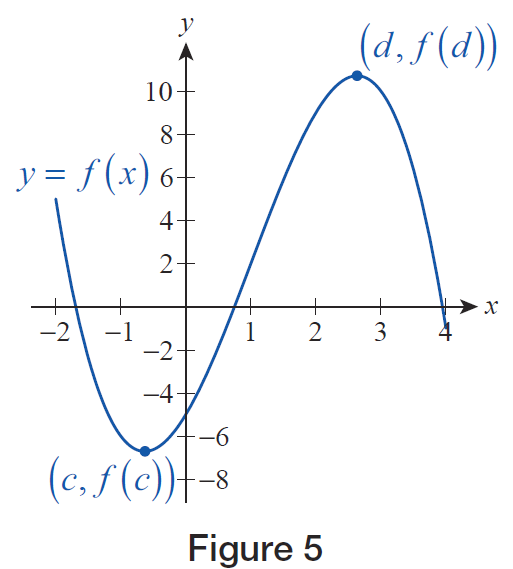 y
(d, f(d))
10
8
y = f(x) 6
4
2
x
−2 −1 1 2 3 4
−2
−4
−6
(c, f(c)) −8
Figure 5